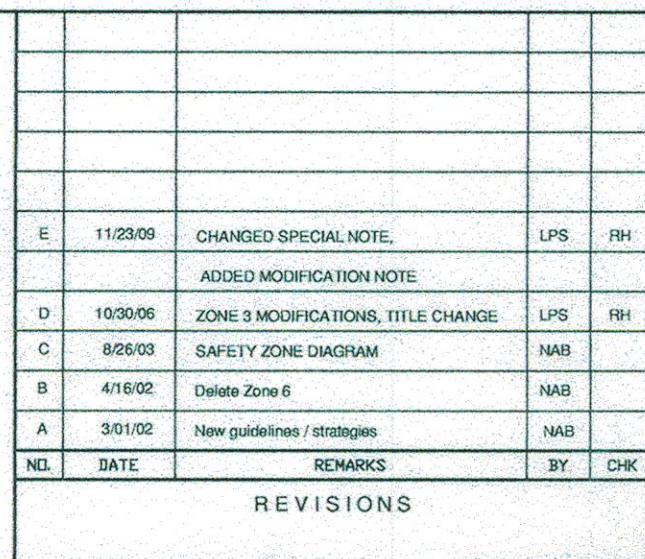 E 11/23/09 CHANGED SPECIAL NOTE, LPS RH
ADDED MODIFICATION NOTE
D 10/30/06 ZONE 3 MODIFICATIONS, TITLE CHANGE LPS RH
C 8/26/03 SAFETY ZONE DIAGRAM NAB
B 4/16/02 Delete Zone 6 NAB
A 3/01/02 New guidelines / strategies NAB
NO. DATE REMARKS BY CHK
REVISIONS